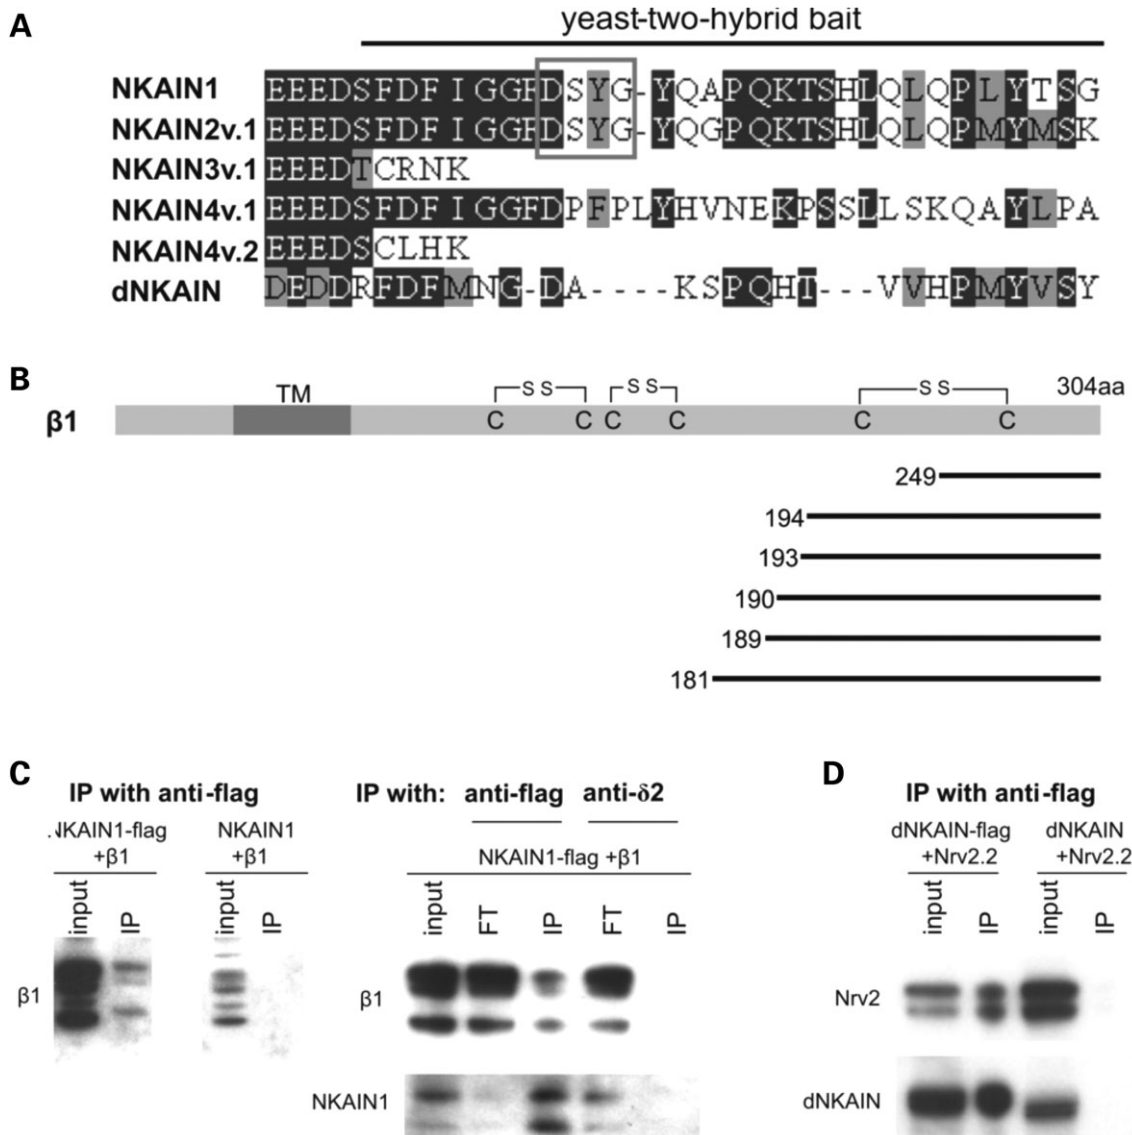 A
yeast-two-hybrid bait
NKAIN1 EEEDSFDFIGGFDSYG-YQAPQKTSHLQLQPLYTSG
NKAIN2v.1 EEEDSFDFIGGFDSYG-YQGPQKTSHLQLQPMYMSK
NKAIN3v.1 EEEDTCRNK
NKAIN4v.1 EEEDSFDFIGGFDPFPLYHVNEKPSSLLSKQAYLPA
NKAIN4v.2 EEEDSCLHK
dNKAIN DEDDRFDFMNG-DA----KSPQHT---VVHPMYVSY
B
TM S S S S S S 304aa
β1 C C C C C C
249
194
193
190
189
181
C
IP with anti-flag
NKAIN1-flag NKAIN1
+β1 +β1
input IP input IP
β1
IP with: anti-flag anti-δ2
NKAIN1-flag +β1
input FT IP FT IP
β1
NKAIN1
D
IP with anti-flag
dNKAIN-flag dNKAIN
+Nrv2.2 +Nrv2.2
input IP input IP
Nrv2
dNKAIN